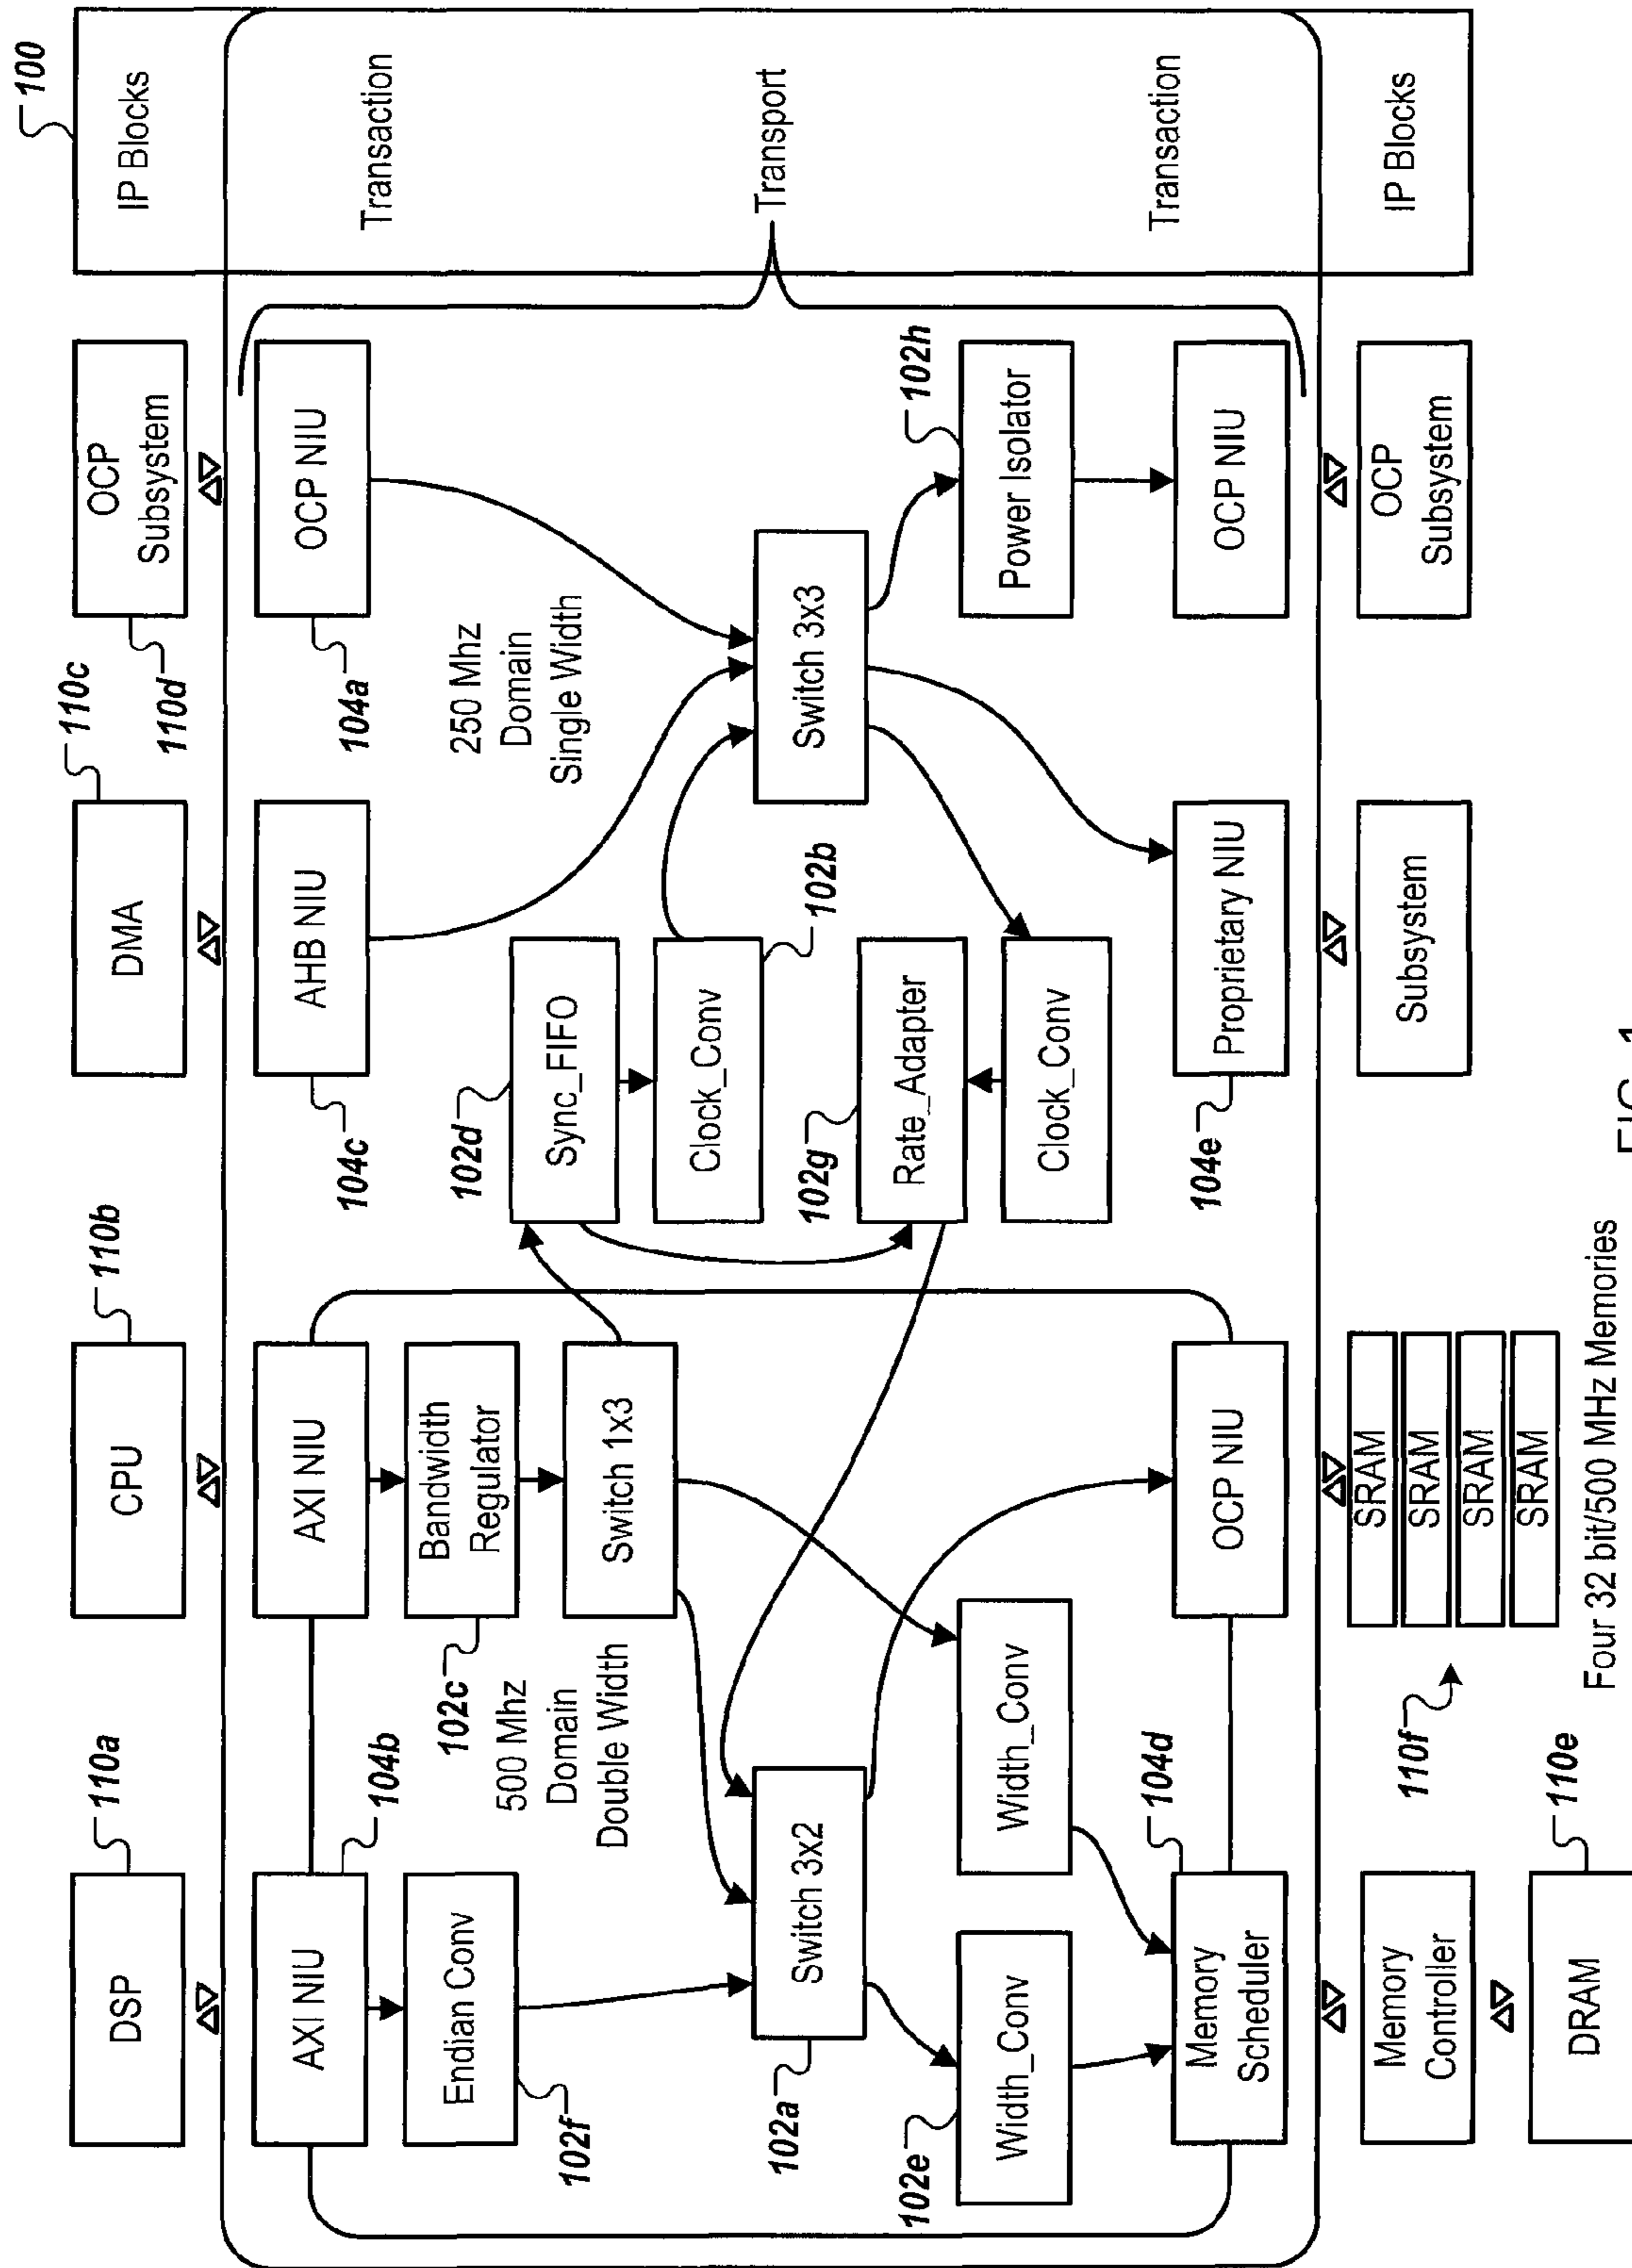 100
IP Blocks
Transaction
Transport
Transaction
IP Blocks
DSP
110a
CPU
110b
DMA
110c
OCP
Subsystem
110d
AXI NIU
104b
AXI NIU
AHB NIU
104c
OCP NIU
104a
Endian Conv
102f
Bandwidth
Regulator
102c
500 Mhz
Domain
Double Width
Switch 1x3
Sync_FIFO
102d
Clock_Conv
102b
250 Mhz
Domain
Single Width
Switch 3x2
102a
Switch 3x3
Rate_Adapter
102g
Clock_Conv
Power Isolator
102h
Width_Conv
102e
Width_Conv
Memory
Scheduler
104d
OCP NIU
Proprietary NIU
104e
OCP NIU
Memory
Controller
DRAM
110e
SRAM
SRAM
SRAM
SRAM
110f
Four 32 bit/500 MHz Memories
Subsystem
OCP
Subsystem